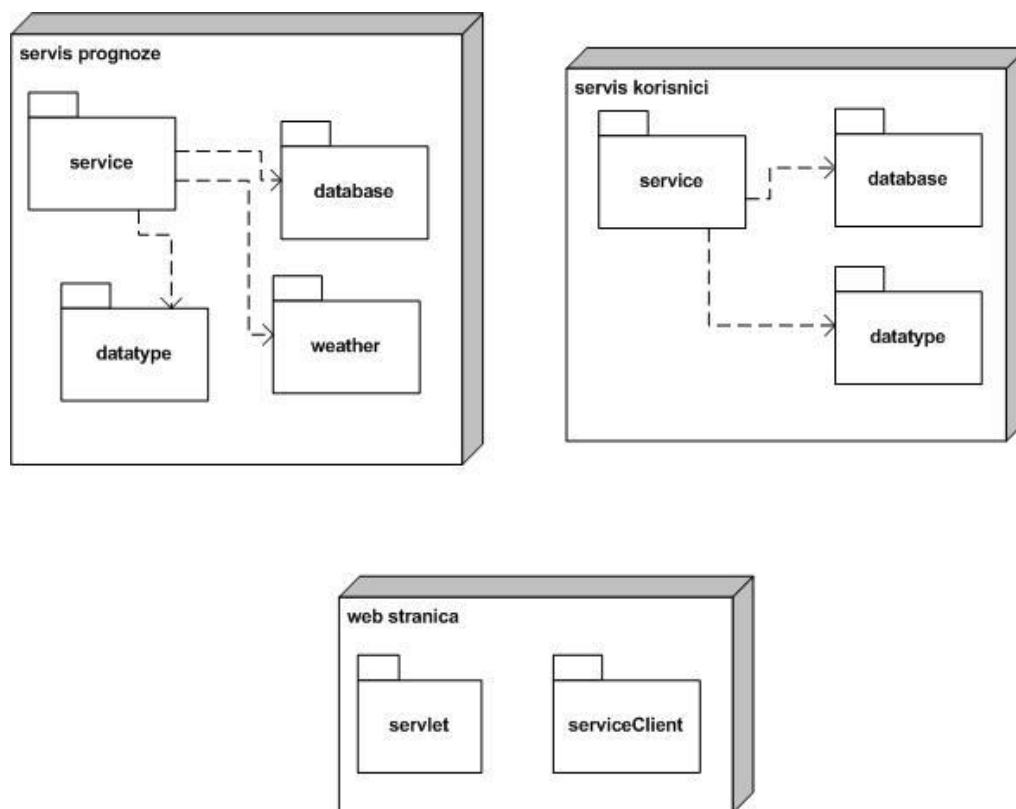 servis prognoze
service
database
datatype
weather
servis korisnici
service
database
datatype
web stranica
servlet
serviceClient